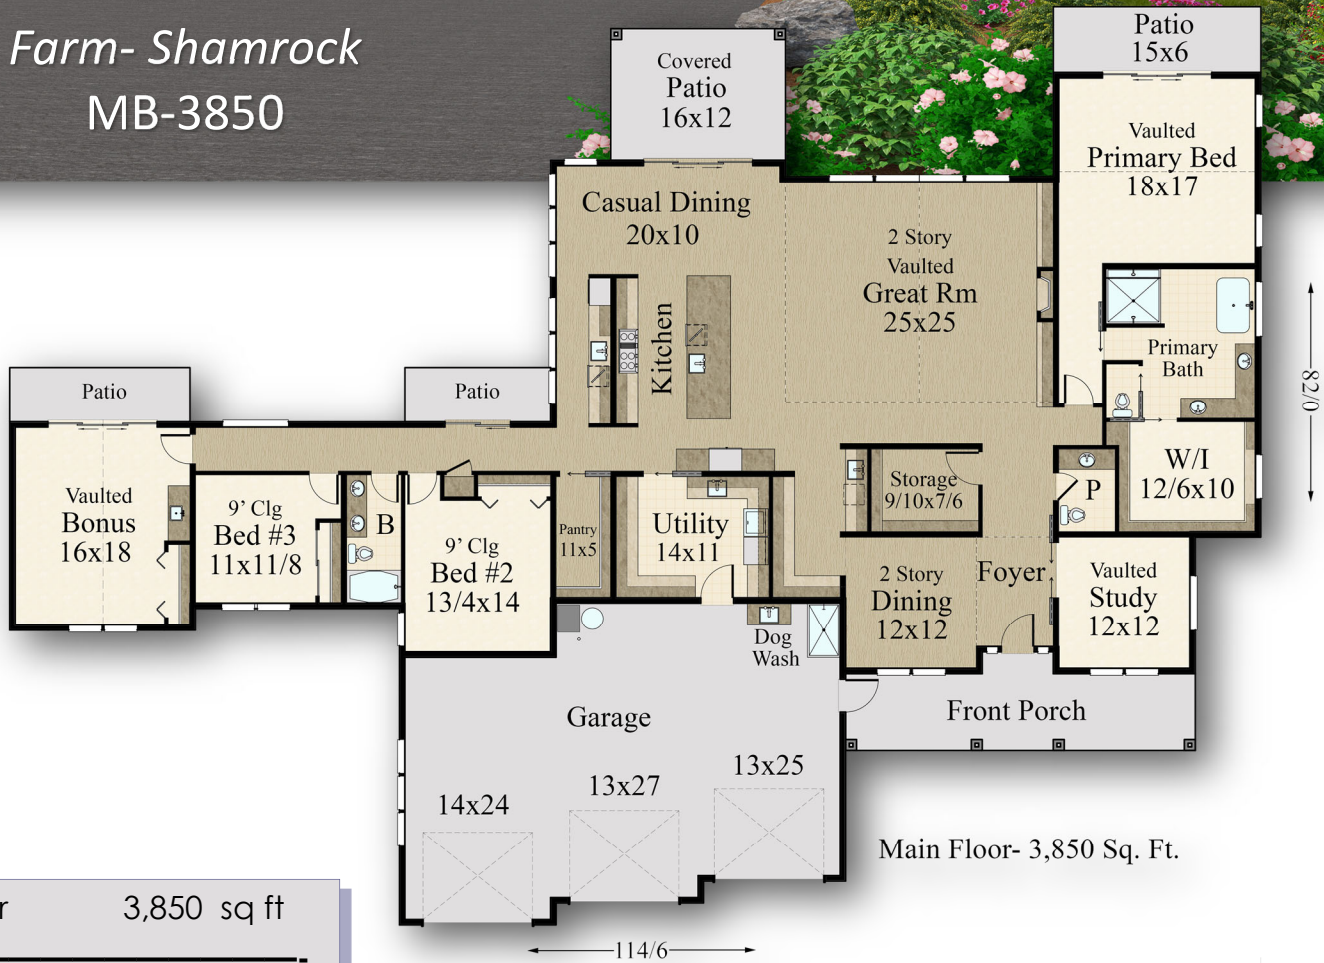 Farm- Shamrock
MB-3850
Covered
Patio
16x12
Patio
15x6
Vaulted
Primary Bed
18x17
Casual Dining
20x10
2 Story
Vaulted
Great Rm
25x25
Kitchen
Primary
Bath
82/0
Patio
Patio
W/I
12/6x10
Storage
9/10x7/6
P
Vaulted
Bonus
16x18
9' Clg
Bed #3
11x11/8
B
9' Clg
Bed #2
13/4x14
Pantry
11x5
Utility
14x11
2 Story
Dining
12x12
Foyer
Vaulted
Study
12x12
Dog
Wash
Garage
Front Porch
14x24
13x27
13x25
Main Floor- 3,850 Sq. Ft.
r 3,850 sq ft
114/6